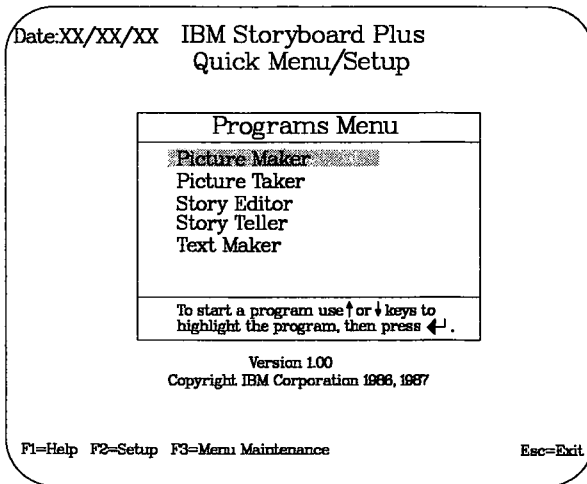 Date:XX/XX/XX IBM Storyboard Plus
Quick Menu/Setup
Programs Menu
Picture Maker
Picture Taker
Story Editor
Story Teller
Text Maker
To start a program use ↑ or ↓ keys to
highlight the program, then press ↵.
Version 1.00
Copyright IBM Corporation 1986, 1987
F1=Help F2=Setup F3=Menu Maintenance Esc=Exit